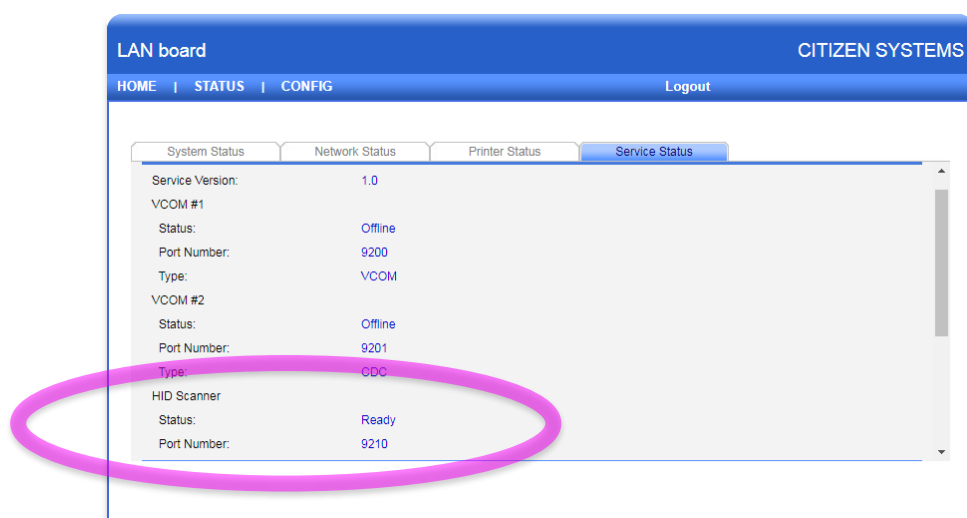 LAN board CITIZEN SYSTEMS
HOME | STATUS | CONFIG Logout
System Status Network Status Printer Status Service Status
Service Version: 1.0
VCOM #1
Status: Offline
Port Number: 9200
Type: VCOM
VCOM #2
Status: Offline
Port Number: 9201
Type: CDC
HID Scanner
Status: Ready
Port Number: 9210